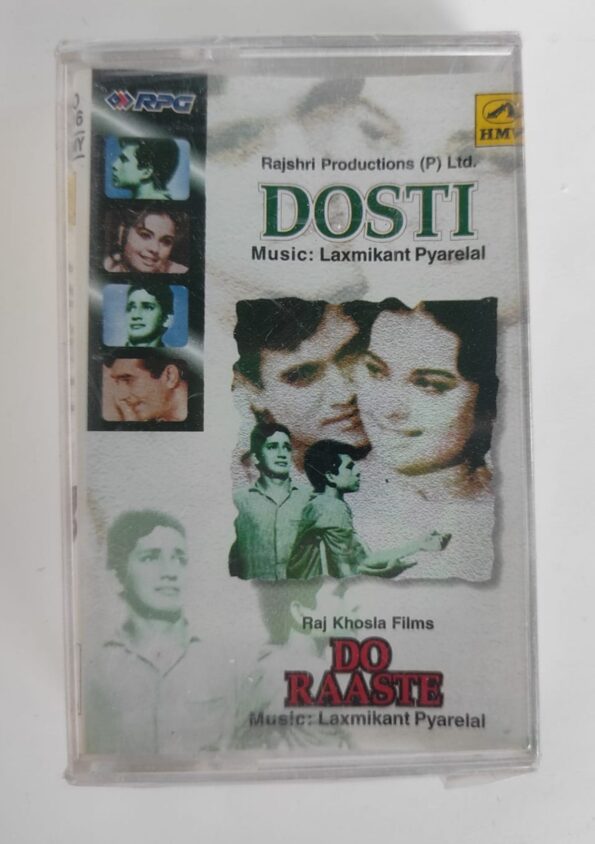 RPG
HMV
Rajshri Productions (P) Ltd.
DOSTI
Music: Laxmikant Pyarelal
Raj Khosla Films
DO
RAASTE
Music: Laxmikant Pyarelal